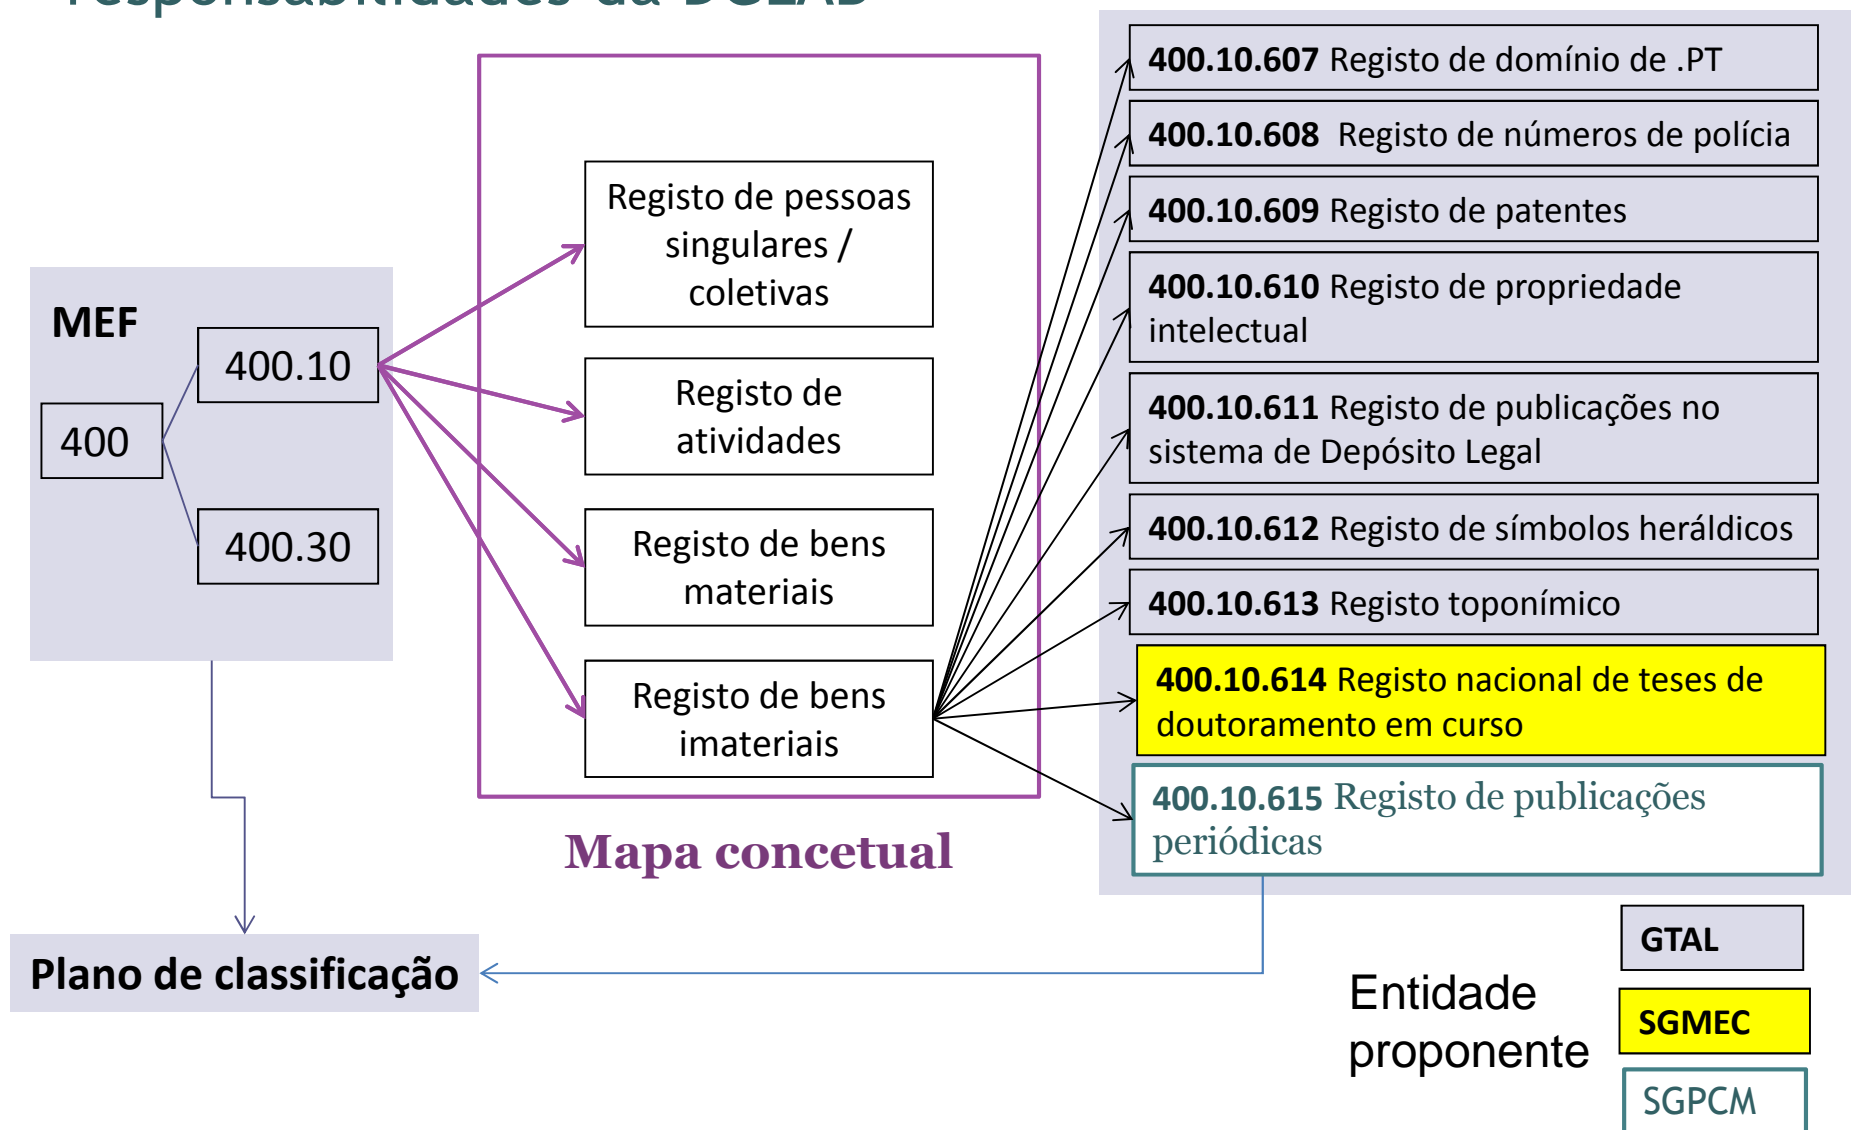 responsabilidades da DGLAB
MEF
400
400.10
400.30
Registo de pessoas
singulares /
coletivas
Registo de
atividades
Registo de bens
materiais
Registo de bens
imateriais
Mapa concetual
400.10.607 Registo de domínio de .PT
400.10.608 Registo de números de polícia
400.10.609 Registo de patentes
400.10.610 Registo de propriedade
intelectual
400.10.611 Registo de publicações no
sistema de Depósito Legal
400.10.612 Registo de símbolos heráldicos
400.10.613 Registo toponímico
400.10.614 Registo nacional de teses de
doutoramento em curso
400.10.615 Registo de publicações
periódicas
Plano de classificação
Entidade
proponente
GTAL
SGMEC
SGPCM